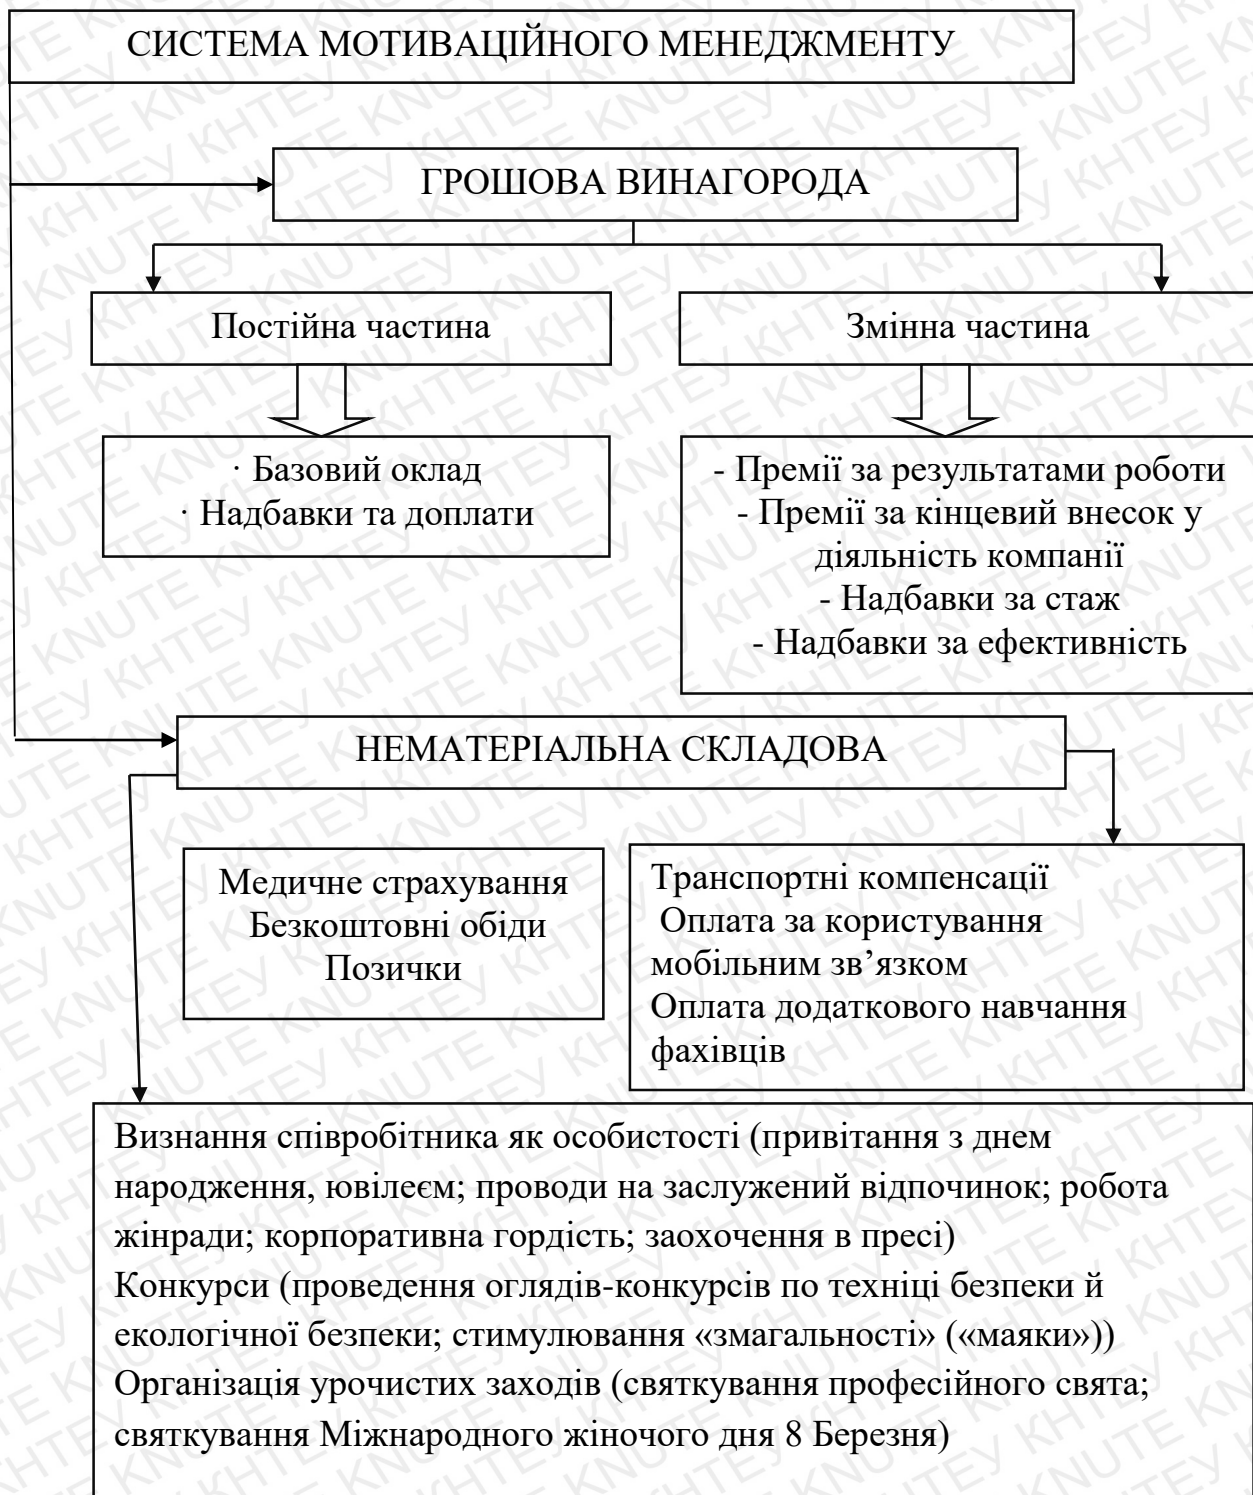 СИСТЕМА МОТИВАЦІЙНОГО МЕНЕДЖМЕНТУ
ГРОШОВА ВИНАГОРОДА
Постійна частина
Змінна частина
· Базовий оклад
· Надбавки та доплати
- Премії за результатами роботи
- Премії за кінцевий внесок у
діяльність компанії
- Надбавки за стаж
- Надбавки за ефективність
НЕМАТЕРІАЛЬНА СКЛАДОВА
Медичне страхування
Безкоштовні обіди
Позички
Транспортні компенсації
Оплата за користування
мобільним зв’язком
Оплата додаткового навчання
фахівців
Визнання співробітника як особистості (привітання з днем
народження, ювілеєм; проводи на заслужений відпочинок; робота
жінради; корпоративна гордість; заохочення в пресі)
Конкурси (проведення оглядів-конкурсів по техніці безпеки й
екологічної безпеки; стимулювання «змагальності» («маяки»))
Організація урочистих заходів (святкування професійного свята;
святкування Міжнародного жіночого дня 8 Березня)